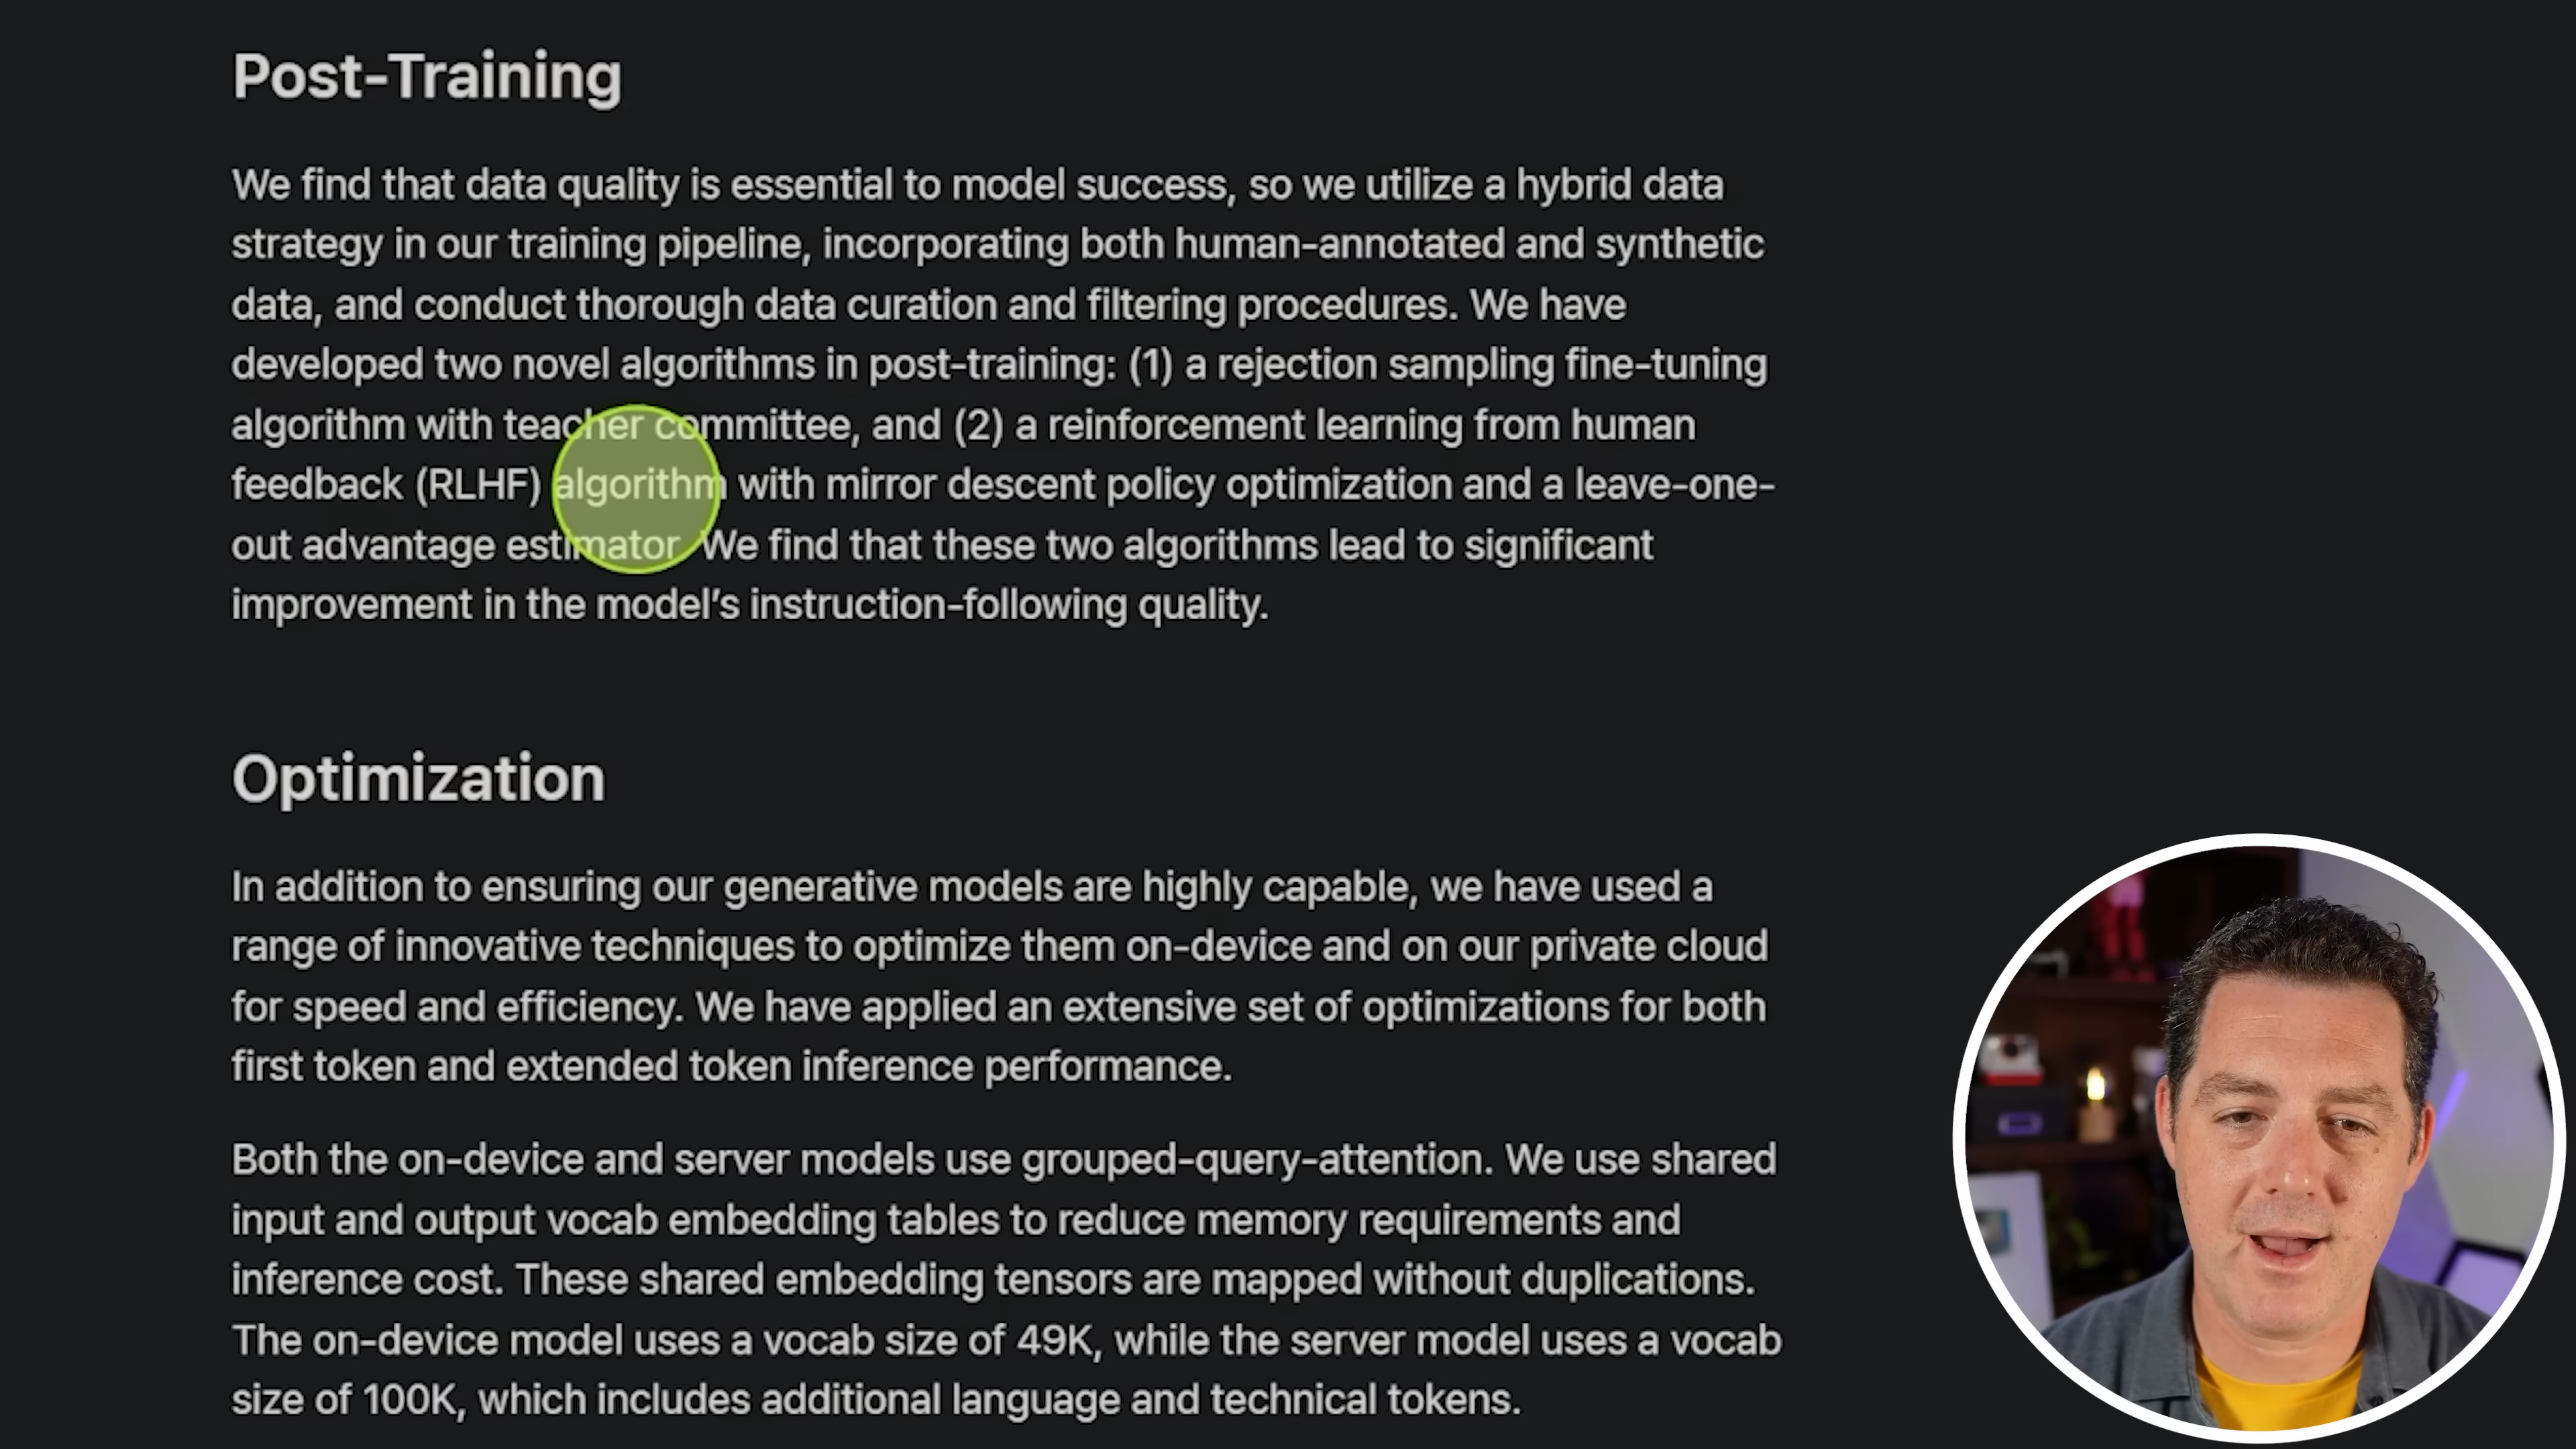 Post-Training
We find that data quality is essential to model success, so we utilize a hybrid data
strategy in our training pipeline, incorporating both human-annotated and synthetic
data, and conduct thorough data curation and filtering procedures. We have
developed two novel algorithms in post-training: (1) a rejection sampling fine-tuning
algorithm with teacher committee, and (2) a reinforcement learning from human
feedback (RLHF) algorithm with mirror descent policy optimization and a leave-one-
out advantage estimator. We find that these two algorithms lead to significant
improvement in the model’s instruction-following quality.
Optimization
In addition to ensuring our generative models are highly capable, we have used a
range of innovative techniques to optimize them on-device and on our private cloud
for speed and efficiency. We have applied an extensive set of optimizations for both
first token and extended token inference performance.
Both the on-device and server models use grouped-query-attention. We use shared
input and output vocab embedding tables to reduce memory requirements and
inference cost. These shared embedding tensors are mapped without duplications.
The on-device model uses a vocab size of 49K, while the server model uses a vocab
size of 100K, which includes additional language and technical tokens.